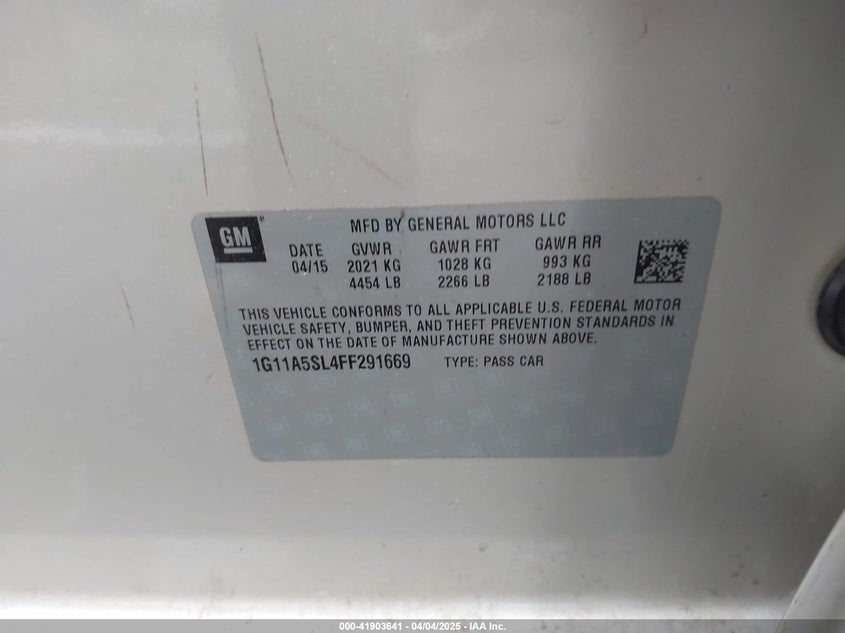 GM
MFD BY GENERAL MOTORS LLC
DATE GVWR GAWR FRT GAWR RR
04/15 2021 KG 1028 KG 993 KG
4454 LB 2266 LB 2188 LB
THIS VEHICLE CONFORMS TO ALL APPLICABLE U.S. FEDERAL MOTOR
VEHICLE SAFETY, BUMPER, AND THEFT PREVENTION STANDARDS IN
EFFECT ON THE DATE OF MANUFACTURE SHOWN ABOVE.
1G11A5SL4FF291669 TYPE: PASS CAR
000-41903641 - 04/04/2025 - IAA Inc.